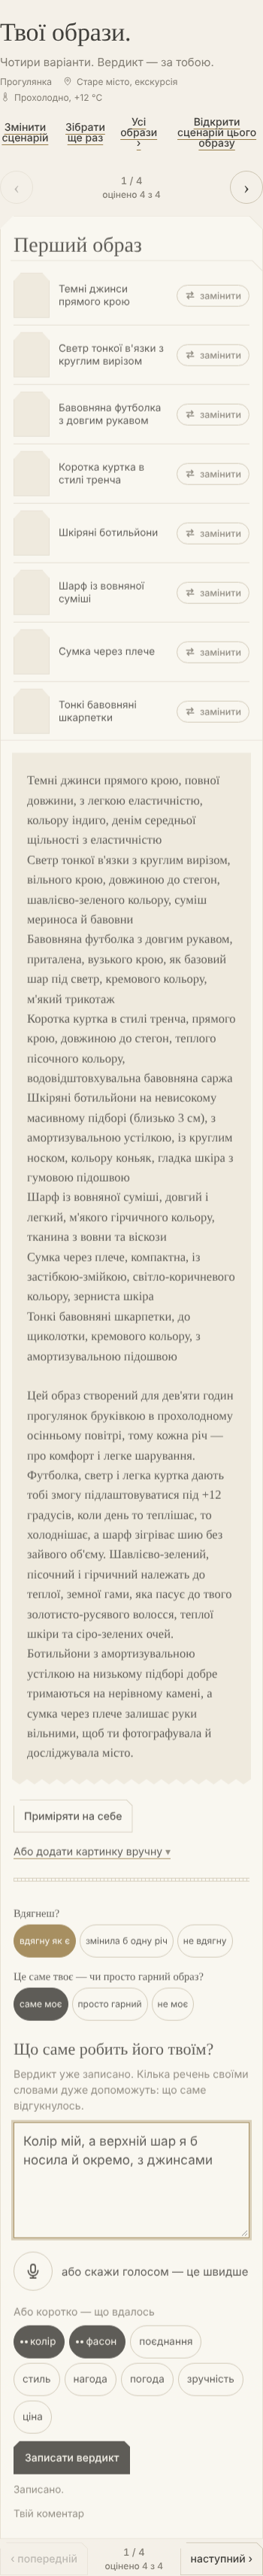 Твої образи.
Чотири варіанти. Вердикт — за тобою.
Прогулянка Старе місто, екскурсія
Прохолодно, +12 °C
Змінити
сценарій
Зібрати
ще раз
Усі
образи
›
Відкрити
сценарій цього
образу
‹
1 / 4
оцінено 4 з 4
›
Перший образ
Темні джинси
прямого крою
замінити
Светр тонкої в'язки з
круглим вирізом
замінити
Бавовняна футболка
з довгим рукавом
замінити
Коротка куртка в
стилі тренча
замінити
Шкіряні ботильйони
замінити
Шарф із вовняної
суміші
замінити
Сумка через плече
замінити
Тонкі бавовняні
шкарпетки
замінити
Темні джинси прямого крою, повної
довжини, з легкою еластичністю,
кольору індиго, денім середньої
щільності з еластичністю
Светр тонкої в'язки з круглим вирізом,
вільного крою, довжиною до стегон,
шавлієво-зеленого кольору, суміш
мериноса й бавовни
Бавовняна футболка з довгим рукавом,
приталена, вузького крою, як базовий
шар під светр, кремового кольору,
м'який трикотаж
Коротка куртка в стилі тренча, прямого
крою, довжиною до стегон, теплого
пісочного кольору,
водовідштовхувальна бавовняна саржа
Шкіряні ботильйони на невисокому
масивному підборі (близько 3 см), з
амортизувальною устілкою, із круглим
носком, кольору коньяк, гладка шкіра з
гумовою підошвою
Шарф із вовняної суміші, довгий і
легкий, м'якого гірчичного кольору,
тканина з вовни та віскози
Сумка через плече, компактна, із
застібкою-змійкою, світло-коричневого
кольору, зерниста шкіра
Тонкі бавовняні шкарпетки, до
щиколотки, кремового кольору, з
амортизувальною підошвою
Цей образ створений для дев'яти годин
прогулянок бруківкою в прохолодному
осінньому повітрі, тому кожна річ —
про комфорт і легке шарування.
Футболка, светр і легка куртка дають
тобі змогу підлаштовуватися під +12
градусів, коли день то теплішає, то
холоднішає, а шарф зігріває шию без
зайвого об'єму. Шавлієво-зелений,
пісочний і гірчичний належать до
теплої, земної гами, яка пасує до твого
золотисто-русявого волосся, теплої
шкіри та сіро-зелених очей.
Ботильйони з амортизувальною
устілкою на низькому підборі добре
тримаються на нерівному камені, а
сумка через плече залишає руки
вільними, щоб ти фотографувала й
досліджувала місто.
Приміряти на себе
Або додати картинку вручну ▾
Вдягнеш?
вдягну як є
змінила б одну річ
не вдягну
Це саме твоє — чи просто гарний образ?
саме моє
просто гарний
не моє
Що саме робить його твоїм?
Вердикт уже записано. Кілька речень своїми
словами дуже допоможуть: що саме
відгукнулось.
Колір мій, а верхній шар я б
носила й окремо, з джинсами
або скажи голосом — це швидше
Або коротко — що вдалось
•• колір
•• фасон
поєднання
стиль
нагода
погода
зручність
ціна
Записати вердикт
Записано.
Твій коментар
‹ попередній
1 / 4
оцінено 4 з 4
наступний ›